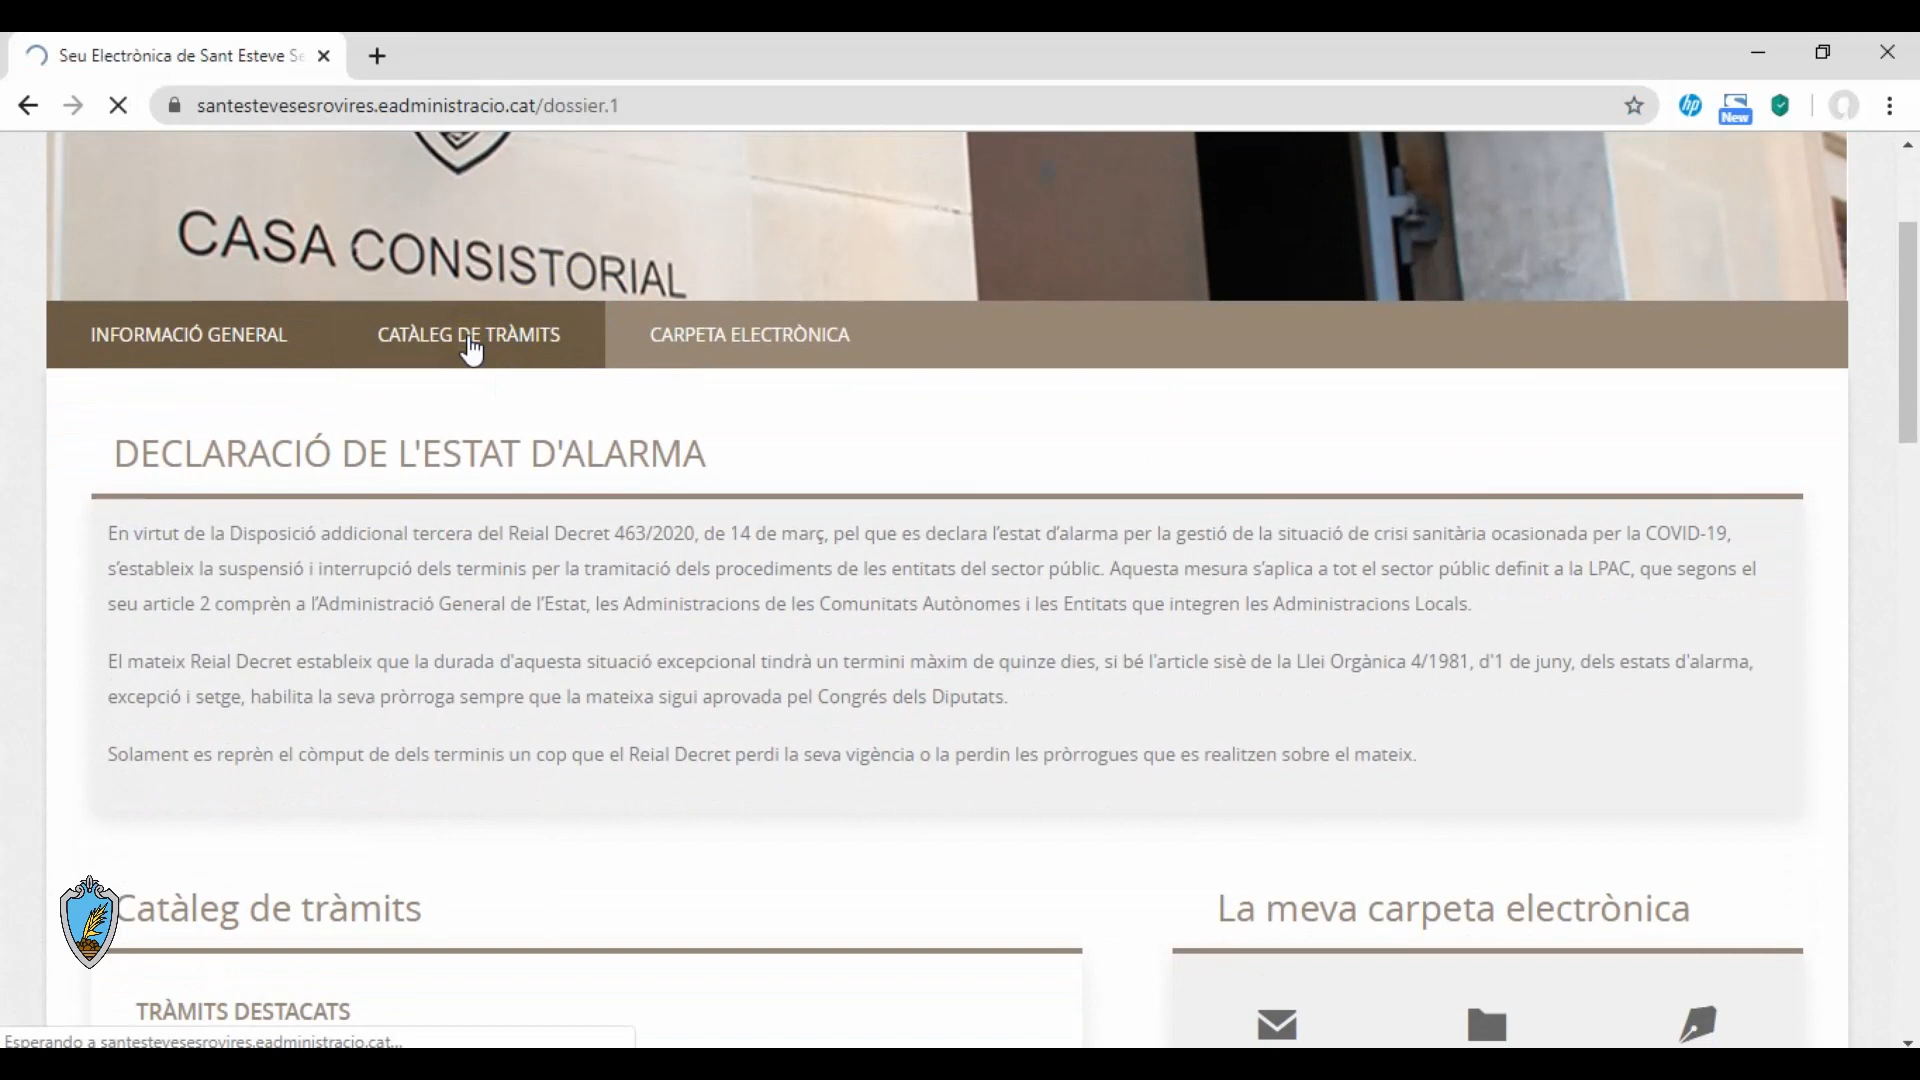 Seu Electrònica de Sant Esteve Se
santestevesesrovires.eadministracio.cat/dossier.1
hp
New
CASA CONSISTORIAL
INFORMACIÓ GENERAL
CATÀLEG DE TRÀMITS
CARPETA ELECTRÒNICA
DECLARACIÓ DE L'ESTAT D'ALARMA
En virtut de la Disposició addicional tercera del Reial Decret 463/2020, de 14 de març, pel que es declara l’estat d’alarma per la gestió de la situació de crisi sanitària ocasionada per la COVID-19,
s’estableix la suspensió i interrupció dels terminis per la tramitació dels procediments de les entitats del sector públic. Aquesta mesura s’aplica a tot el sector públic definit a la LPAC, que segons el
seu article 2 comprèn a l’Administració General de l’Estat, les Administracions de les Comunitats Autònomes i les Entitats que integren les Administracions Locals.
El mateix Reial Decret estableix que la durada d'aquesta situació excepcional tindrà un termini màxim de quinze dies, si bé l'article sisè de la Llei Orgànica 4/1981, d'1 de juny, dels estats d'alarma,
excepció i setge, habilita la seva pròrroga sempre que la mateixa sigui aprovada pel Congrés dels Diputats.
Solament es reprèn el còmput de dels terminis un cop que el Reial Decret perdi la seva vigència o la perdin les pròrrogues que es realitzen sobre el mateix.
Catàleg de tràmits
La meva carpeta electrònica
TRÀMITS DESTACATS
Esperando a santestevesesrovires.eadministracio.cat...